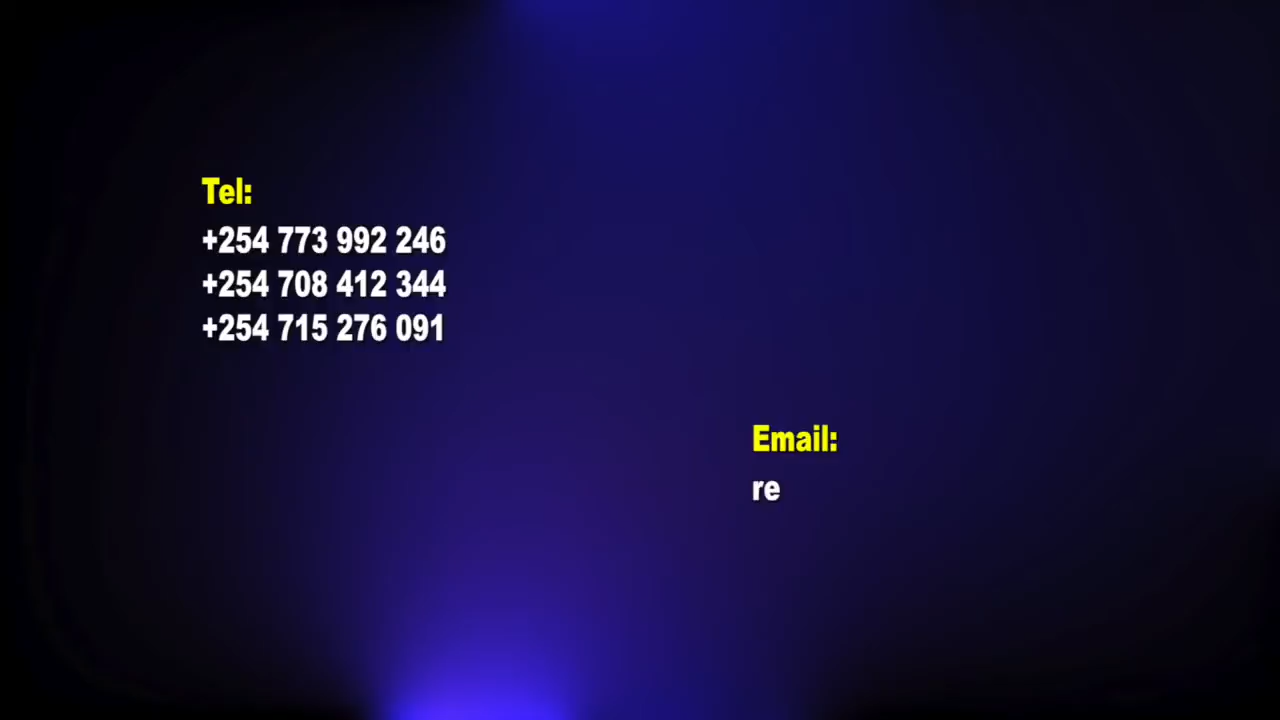 Tel:
+254 773 992 246
+254 708 412 344
+254 715 276 091
Email:
re